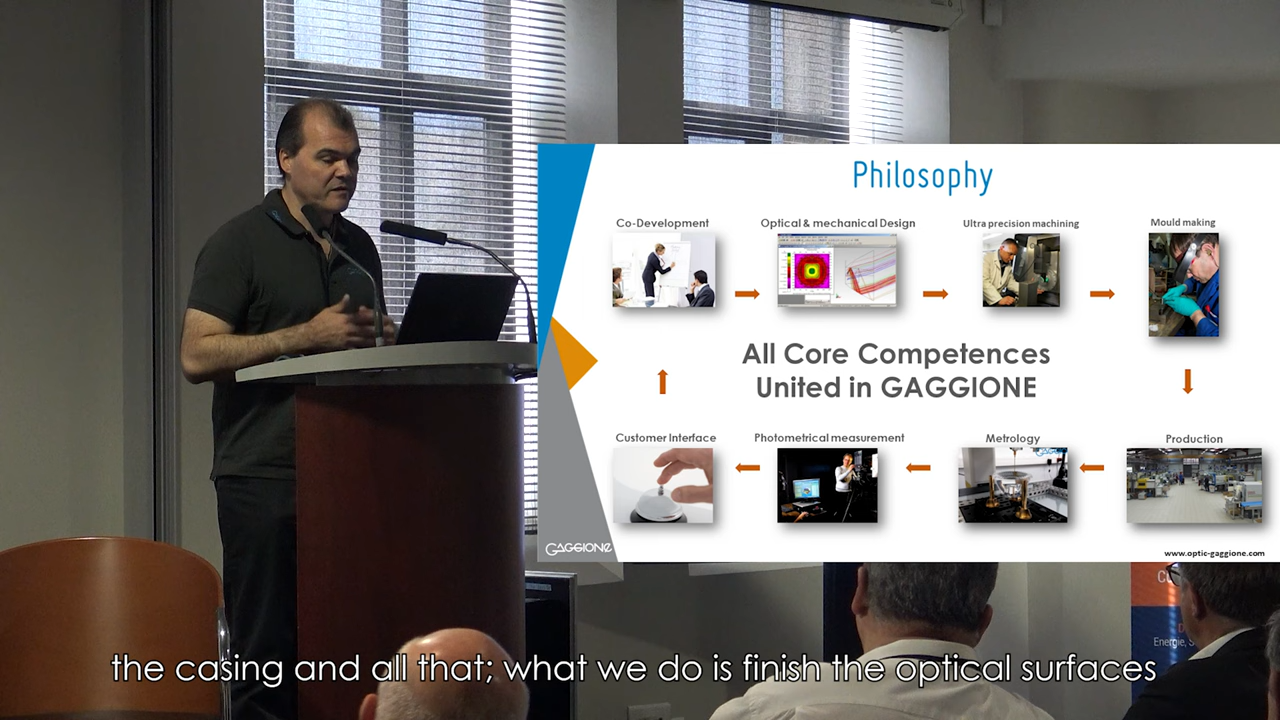 Philosophy
Co-Development
Optical & mechanical Design
Ultra precision machining
Mould making
All Core Competences
United in GAGGIONE
Customer Interface
Photometrical measurement
Metrology
Production
GAGGIONE
www.optic-gaggione.com
Energie,
the casing and all that; what we do is finish the optical surfaces